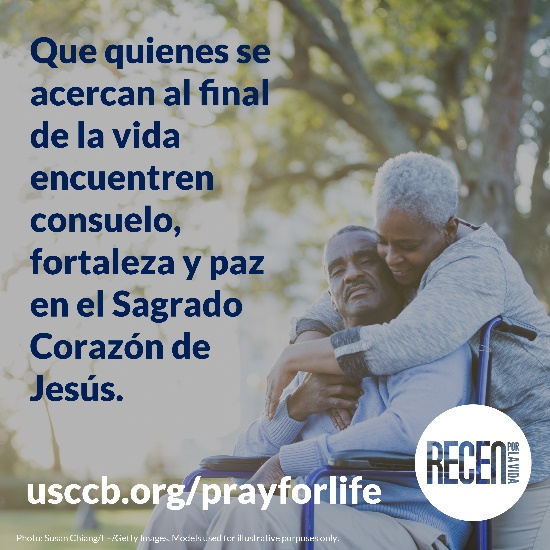 Que quienes se
acercan al final
de la vida
encuentren
consuelo,
fortaleza y paz
en el Sagrado
Corazón de
Jesús.
RECEN POR LA VIDA
usccb.org/prayforlife
Photo: Susan Chiang/E+/Getty Images. Models used for illustrative purposes only.